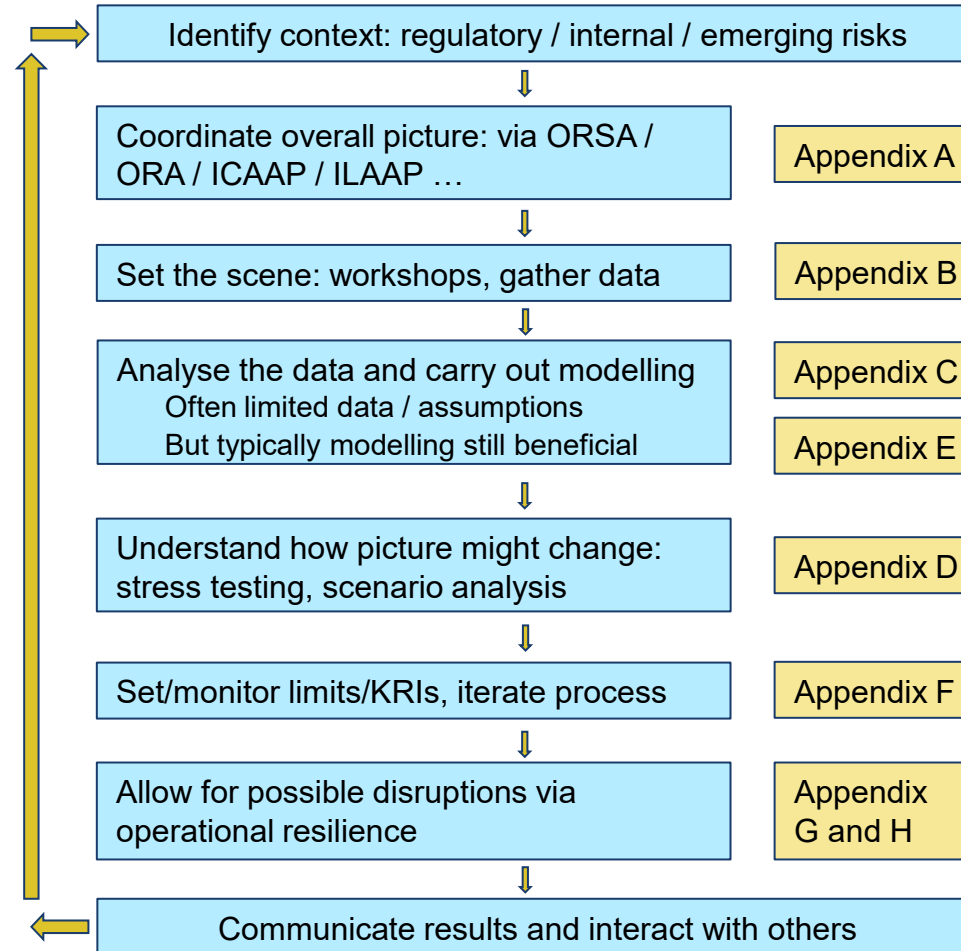 Identify context: regulatory / internal / emerging risks
Coordinate overall picture: via ORSA /
ORA / ICAAP / ILAAP …
Appendix A
Set the scene: workshops, gather data
Appendix B
Analyse the data and carry out modelling
Often limited data / assumptions
But typically modelling still beneficial
Appendix C
Appendix E
Understand how picture might change:
stress testing, scenario analysis
Appendix D
Set/monitor limits/KRIs, iterate process
Appendix F
Allow for possible disruptions via
operational resilience
Appendix
G and H
Communicate results and interact with others